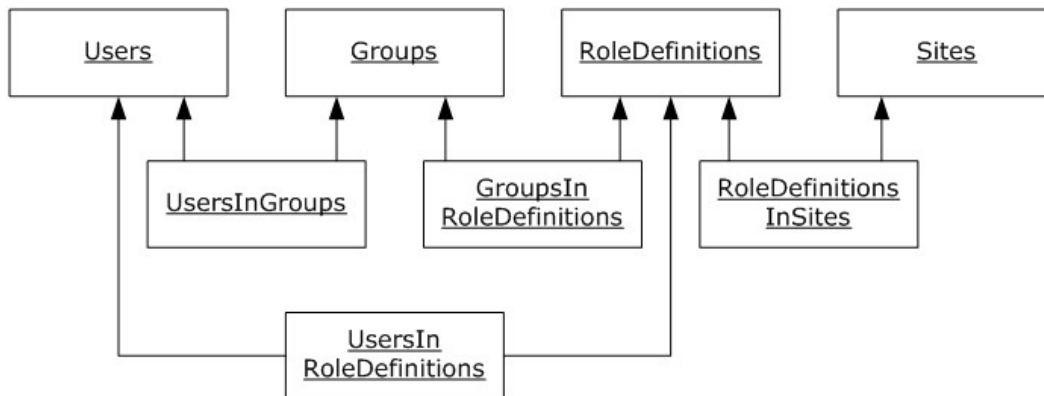 Users
Groups
RoleDefinitions
Sites
UsersInGroups
GroupsIn
RoleDefinitions
RoleDefinitions
InSites
UsersIn
RoleDefinitions